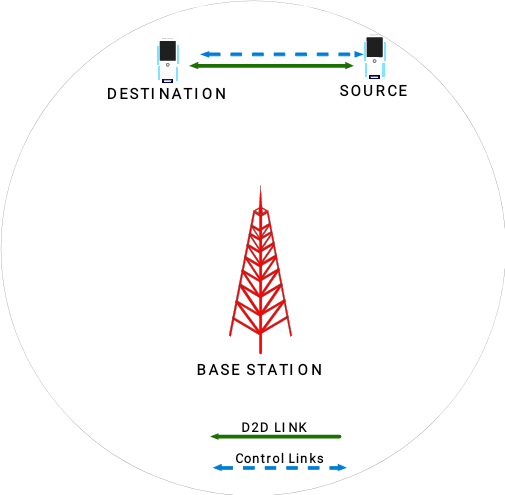 DESTINATION
SOURCE
BASE STATION
D2D LINK
Control Links